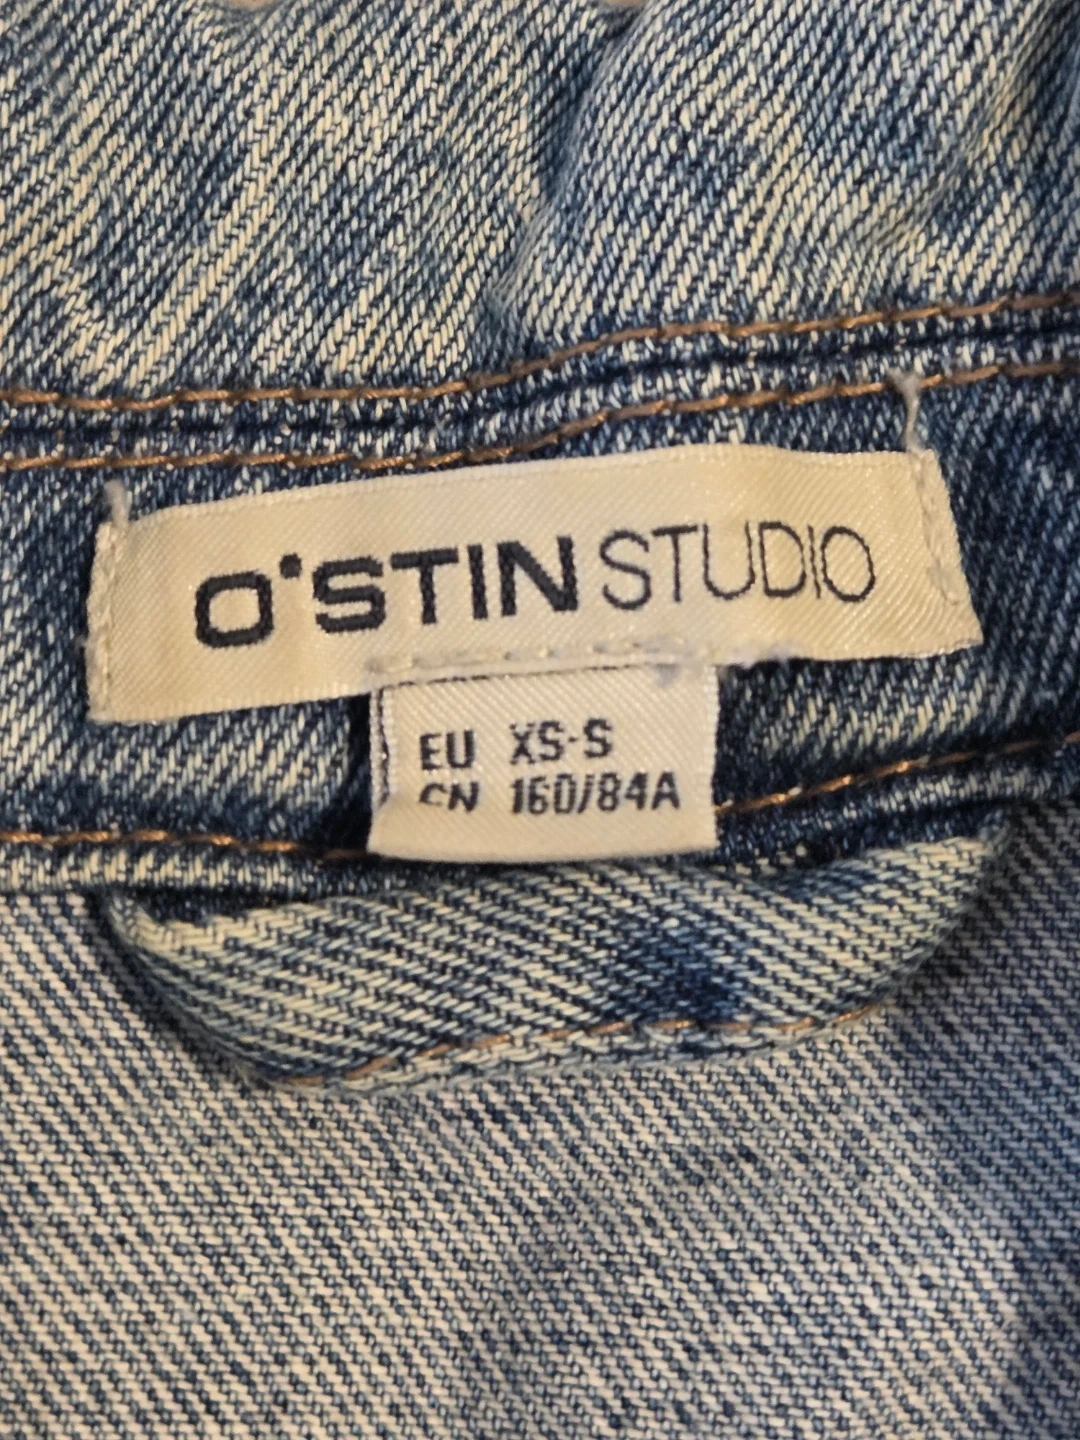 O'STIN STUDIO
EU XS-S
CN 160/84A